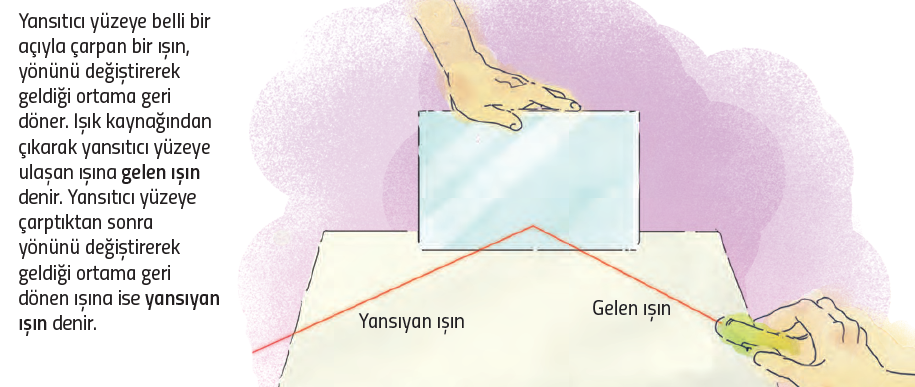 Yansıtıcı yüzeye belli bir
açıyla çarpan bir ışın,
yönünü değiştirerek
geldiği ortama geri
döner. Işık kaynağından
çıkarak yansıtıcı yüzeye
ulaşan ışına gelen ışın
denir. Yansıtıcı yüzeye
çarptıktan sonra
yönünü değiştirerek
geldiği ortama geri
dönen ışına ise yansıyan
ışın denir.
Yansıyan ışın
Gelen ışın